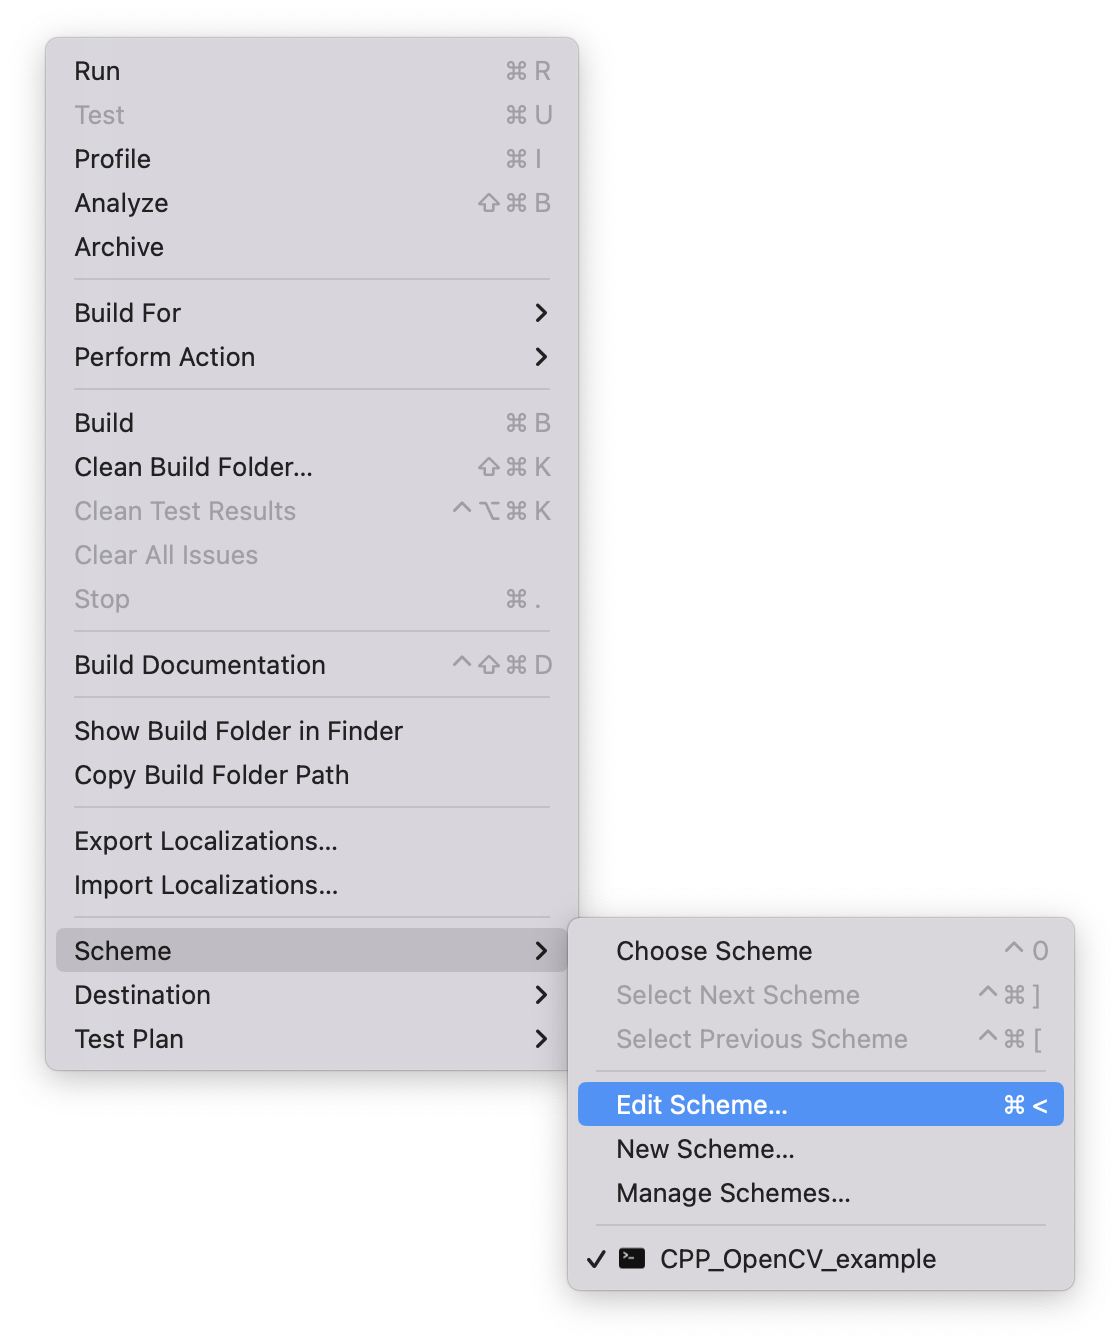 Run ⌘ R
Test ⌘ U
Profile ⌘ I
Analyze ⇧ ⌘ B
Archive
Build For
Perform Action
Build ⌘ B
Clean Build Folder...
⇧ ⌘ K
Clean Test Results ^ ⌥ ⌘ K
Clear All Issues
Stop ⌘ .
Build Documentation ^ ⇧ ⌘ D
Show Build Folder in Finder
Copy Build Folder Path
Export Localizations...
Import Localizations...
Scheme
Destination
Test Plan
Choose Scheme ^ 0
Select Next Scheme ^ ⌘ ]
Select Previous Scheme ^ ⌘ [
Edit Scheme... ⌘ <
New Scheme...
Manage Schemes...
✓ CPP_OpenCV_example